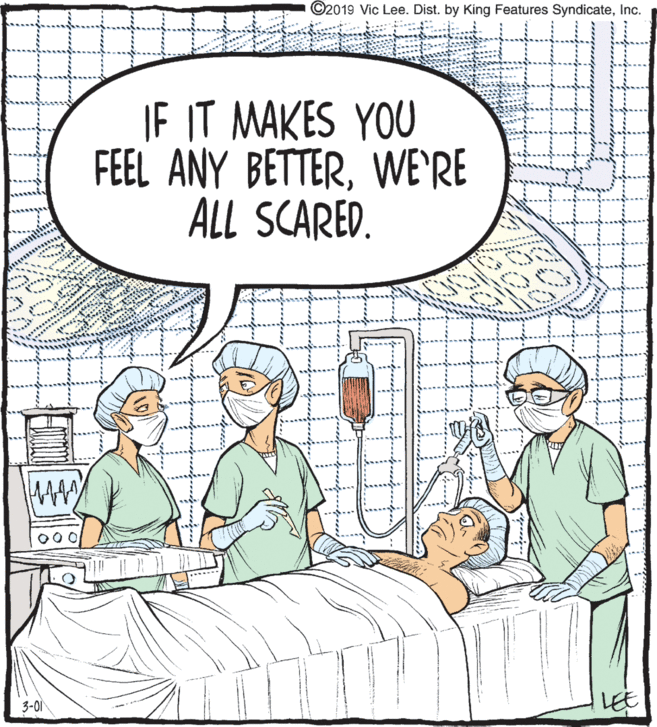 ©2019 Vic Lee. Dist. by King Features Syndicate, Inc.
IF IT MAKES YOU
FEEL ANY BETTER, WE'RE
ALL SCARED.
3-01
LEE